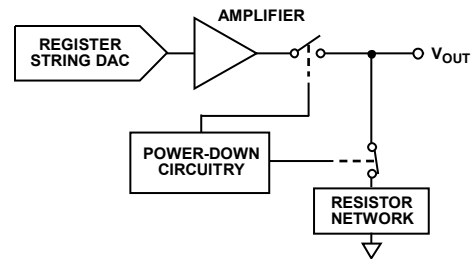 AMPLIFIER
REGISTER
STRING DAC
VOUT
POWER-DOWN
CIRCUITRY
RESISTOR
NETWORK